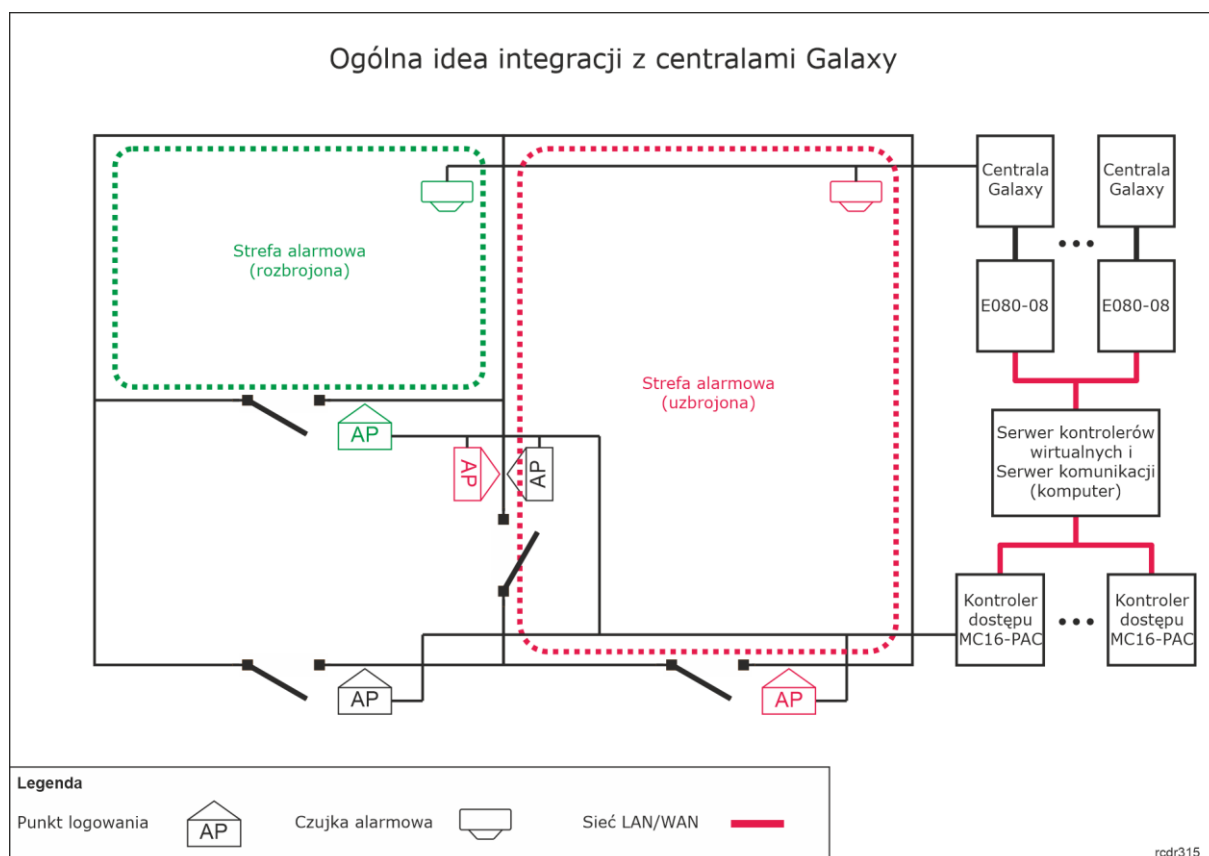 Ogólna idea integracji z centralami Galaxy
Centrala
Galaxy
Centrala
Galaxy
Strefa alarmowa
(rozbrojona)
E080-08
E080-08
Strefa alarmowa
(uzbrojona)
AP
AP
AP
Serwer kontrolerów
wirtualnych i
Serwer komunikacji
(komputer)
Kontroler
dostępu
MC16-PAC
Kontroler
dostępu
MC16-PAC
AP
AP
Legenda
Punkt logowania
AP
Czujka alarmowa
Sieć LAN/WAN
rcdr315